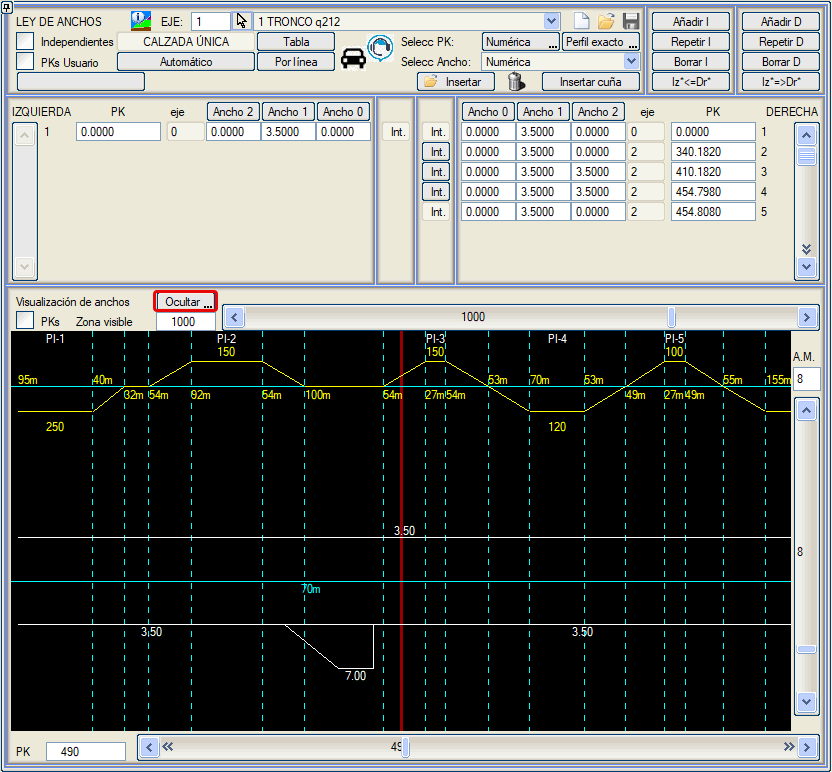 LEY DE ANCHOS EJE: 1 1 TRONCO q212
Independientes CALZADA ÚNICA Tabla Selecc PK: Numérica ... Perfil exacto ...
PKs Usuario Automático Por línea Selecc Ancho: Numérica
Insertar Insertar cuña
Añadir I Añadir D
Repetir I Repetir D
Borrar I Borrar D
Iz*<=Dr* Iz*=>Dr*
IZQUIERDA PK eje Ancho 2 Ancho 1 Ancho 0
1 0.0000 0 0.0000 3.5000 0.0000 Int.
Ancho 0 Ancho 1 Ancho 2 eje PK DERECHA
Int. 0.0000 3.5000 0.0000 0 0.0000 1
Int. 0.0000 3.5000 0.0000 2 340.1820 2
Int. 0.0000 3.5000 3.5000 2 410.1820 3
Int. 0.0000 3.5000 3.5000 2 454.7980 4
Int. 0.0000 3.5000 0.0000 2 454.8080 5
Visualización de anchos Ocultar ...
PKs Zona visible 1000 1000
PI-1 PI-2 PI-3 PI-4 PI-5
150 150 100
A.M.
95m 40m 53m 70m 53m 55m 155m 8
32m 54m 92m 64m 100m 64m 27m 54m 49m 27m 49m
250 120
3.50
8
70m
3.50 3.50
7.00
PK 490 49